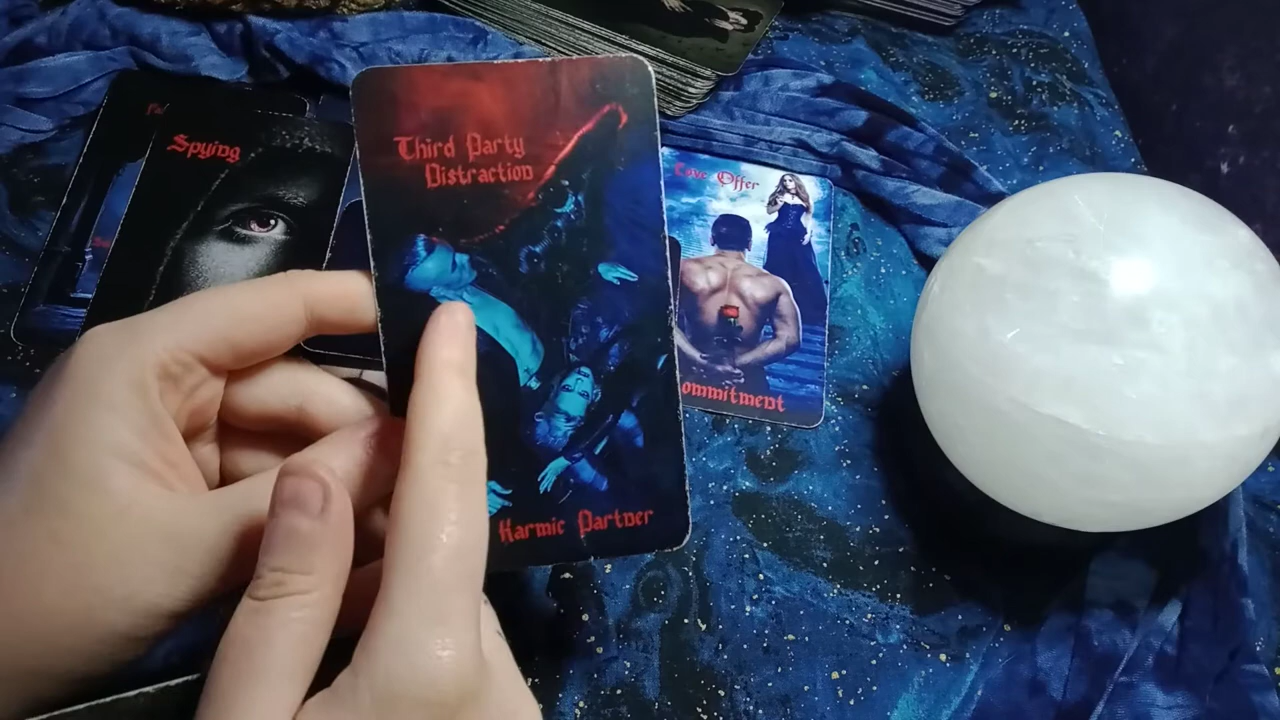 Spying
Third Party
Distraction
Karmic Partner
Love Offer
ommitment